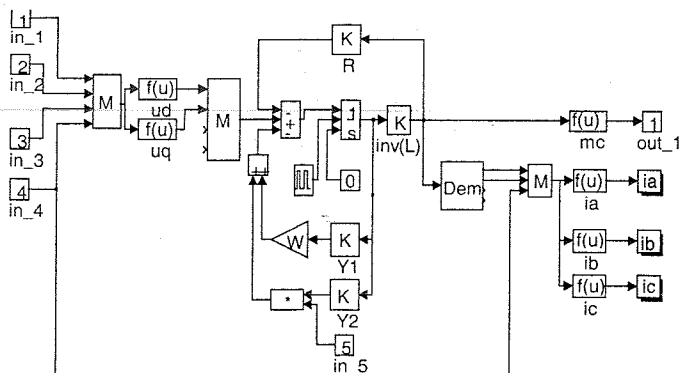 1
in_1
2
in_2
3
in_3
4
in_4
M
f(u)
ud
f(u)
uq
M
K
R
-
+
-
1
s
0
K
inv(L)
W
K
Y1
*
K
Y2
5
in_5
Dem
M
f(u)
mc
1
out_1
f(u)
ia
ia
f(u)
ib
ib
f(u)
ic
ic